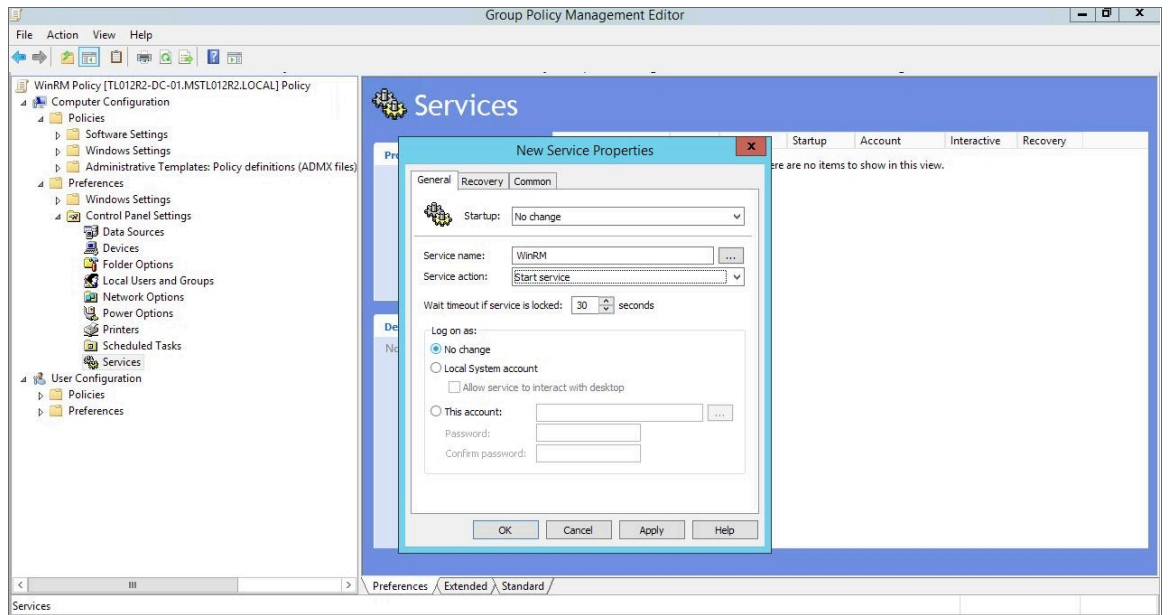 Group Policy Management Editor
File Action View Help
WinRM Policy [TL012R2-DC-01.MSTL012R2.LOCAL] Policy
Computer Configuration
Policies
Software Settings
Windows Settings
Administrative Templates: Policy definitions (ADMX files)
Preferences
Windows Settings
Control Panel Settings
Data Sources
Devices
Folder Options
Local Users and Groups
Network Options
Power Options
Printers
Scheduled Tasks
Services
User Configuration
Policies
Preferences
Services
Startup Account Interactive Recovery
ere are no items to show in this view.
Pr
De
No
New Service Properties
General Recovery Common
Startup: No change
Service name: WinRM ...
Service action: Start service
Wait timeout if service is locked: 30 seconds
Log on as:
No change
Local System account
Allow service to interact with desktop
This account: ...
Password:
Confirm password:
OK Cancel Apply Help
Preferences Extended Standard
Services